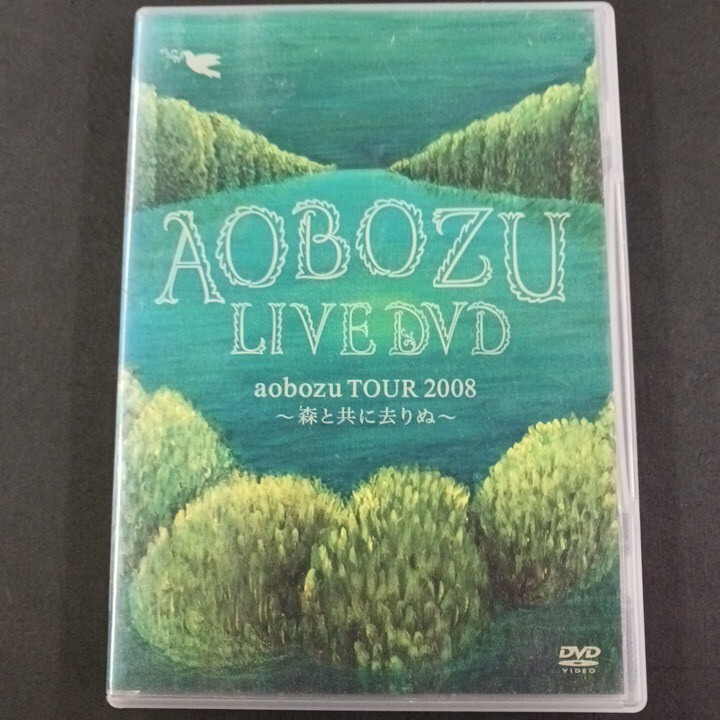 AOBOZU
LIVE DVD
aobozu TOUR 2008
～森と共に去りぬ～
DVD
VIDEO